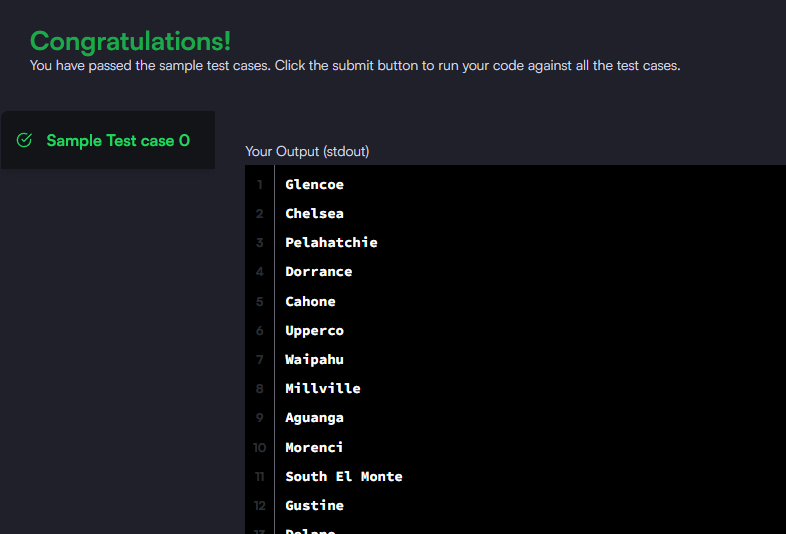 Congratulations!
You have passed the sample test cases. Click the submit button to run your code against all the test cases.
Sample Test case 0
Your Output (stdout)
1 Glencoe
2 Chelsea
3 Pelahatchie
4 Dorrance
5 Cahone
6 Upperco
7 Waipahu
8 Millville
9 Aguanga
10 Morenci
11 South El Monte
12 Gustine
13 Delano